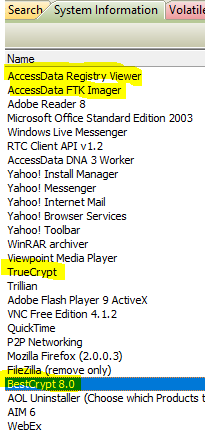 Search System Information Volatile
Name
AccessData Registry Viewer
AccessData FTK Imager
Adobe Reader 8
Microsoft Office Standard Edition 2003
Windows Live Messenger
RTC Client API v1.2
AccessData DNA 3 Worker
Yahoo! Install Manager
Yahoo! Messenger
Yahoo! Internet Mail
Yahoo! Browser Services
Yahoo! Toolbar
WinRAR archiver
Viewpoint Media Player
TrueCrypt
Trillian
Adobe Flash Player 9 ActiveX
VNC Free Edition 4.1.2
QuickTime
P2P Networking
Mozilla Firefox (2.0.0.3)
FileZilla (remove only)
BestCrypt 8.0
AOL Uninstaller (Choose which Products t
AIM 6
WebEx